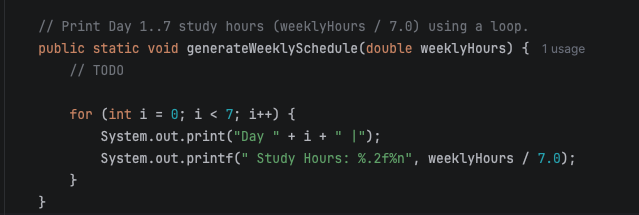 // Print Day 1..7 study hours (weeklyHours / 7.0) using a loop.
public static void generateWeeklySchedule(double weeklyHours) { 1 usage
    // TODO

    for (int i = 0; i < 7; i++) {
        System.out.print("Day " + i + " |");
        System.out.printf(" Study Hours: %.2f%n", weeklyHours / 7.0);
    }
}